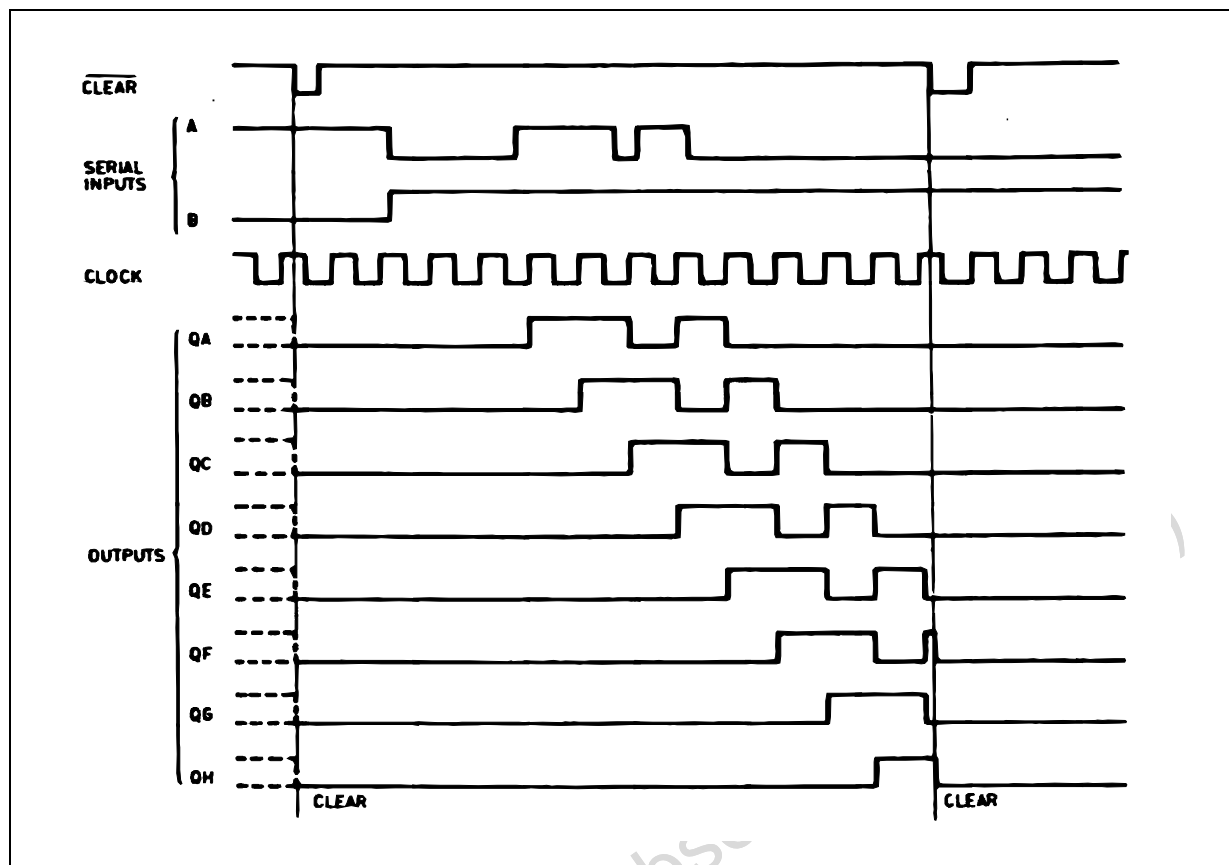 CLEAR
A
SERIAL
INPUTS
B
CLOCK
QA
QB
QC
QD
OUTPUTS
QE
QF
QG
QH
CLEAR
CLEAR